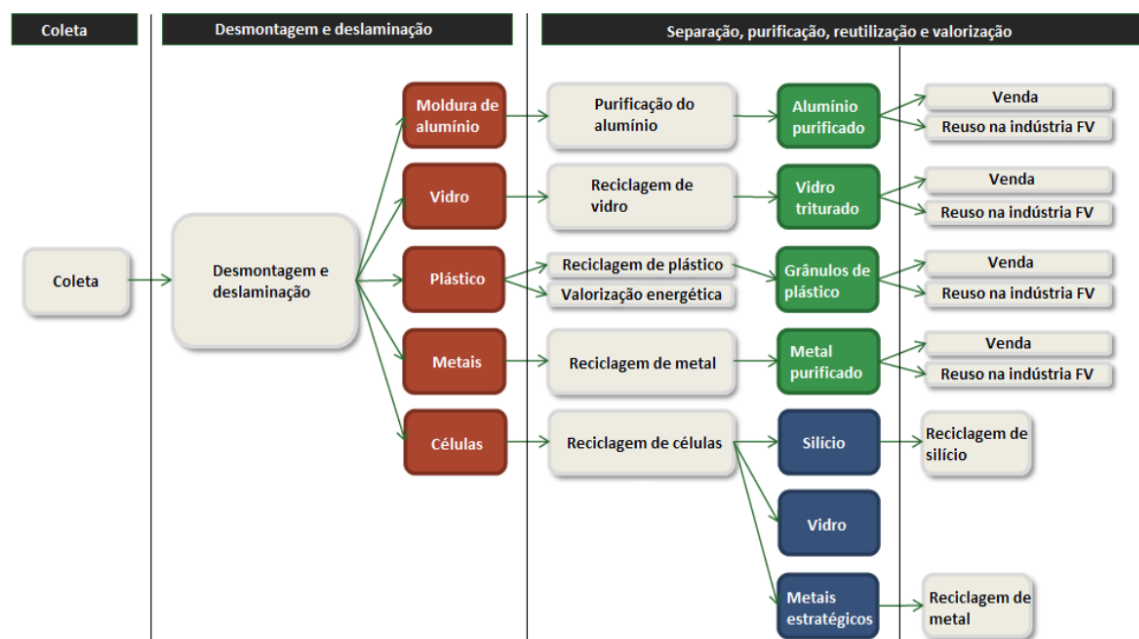 Coleta
Desmontagem e deslaminação
Separação, purificação, reutilização e valorização
Coleta
Desmontagem e
deslaminação
Moldura de
alumínio
Purificação do
alumínio
Alumínio
purificado
Venda
Reuso na indústria FV
Vidro
Reciclagem de
vidro
Vidro
triturado
Venda
Reuso na indústria FV
Plástico
Reciclagem de plástico
Valorização energética
Grânulos de
plástico
Venda
Reuso na indústria FV
Metais
Reciclagem de metal
Metal
purificado
Venda
Reuso na indústria FV
Células
Reciclagem de células
Silício
Reciclagem de
silício
Vidro
Metais
estratégicos
Reciclagem de
metal